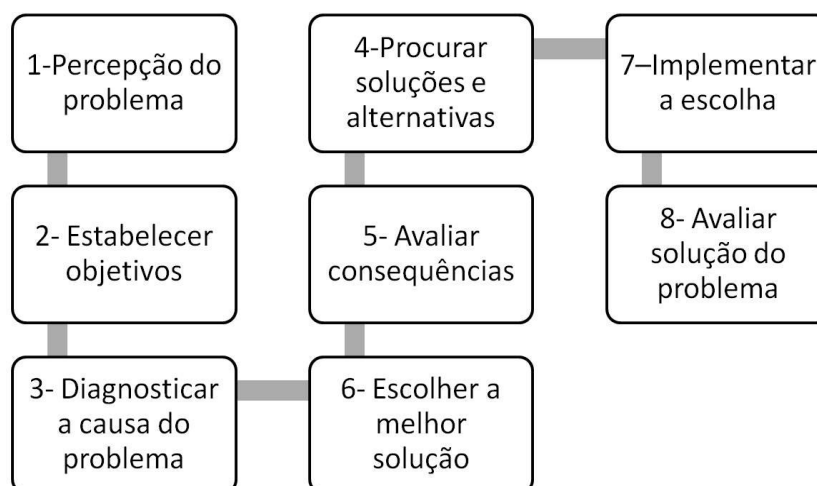 1-Percepção do
problema
2- Estabelecer
objetivos
3- Diagnosticar
a causa do
problema
4-Procurar
soluções e
alternativas
5- Avaliar
consequências
6- Escolher a
melhor
solução
7–Implementar
a escolha
8- Avaliar
solução do
problema